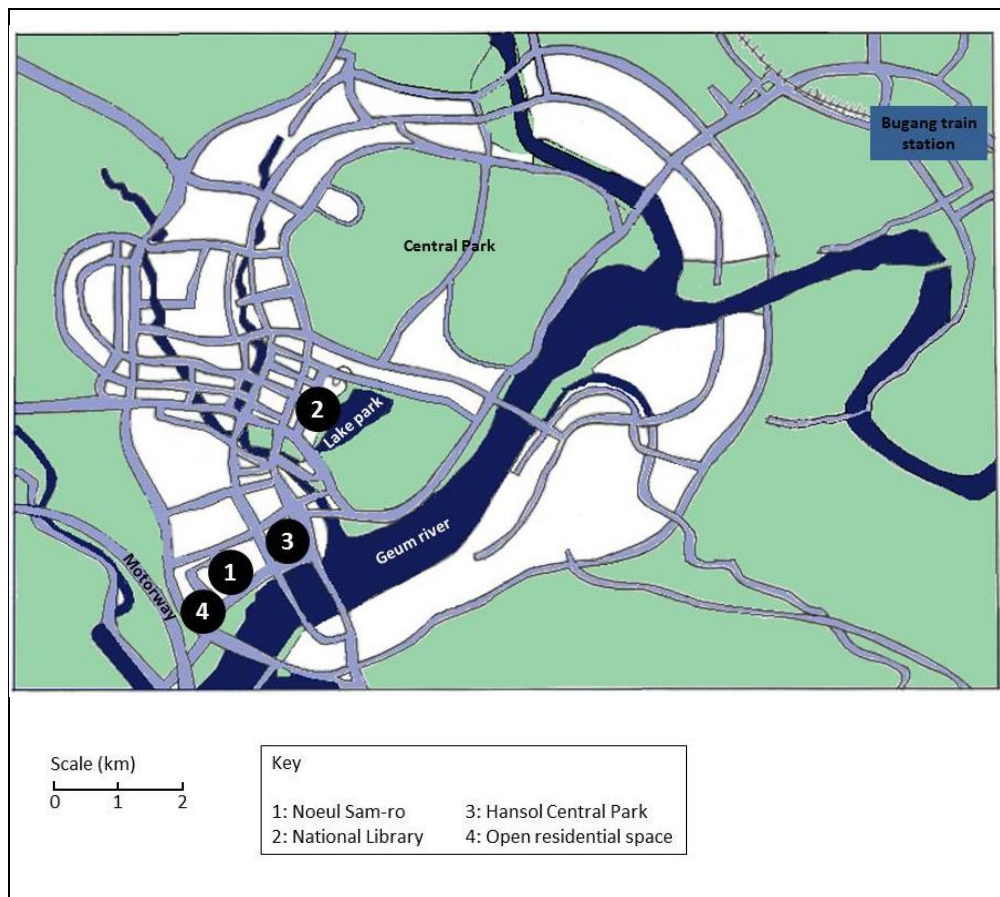 Bugang train
station
Central Park
2
Lake park
Geum river
3
1
Motorway
4
Scale (km)
0 1 2
Key
1: Noeul Sam-ro 3: Hansol Central Park
2: National Library 4: Open residential space